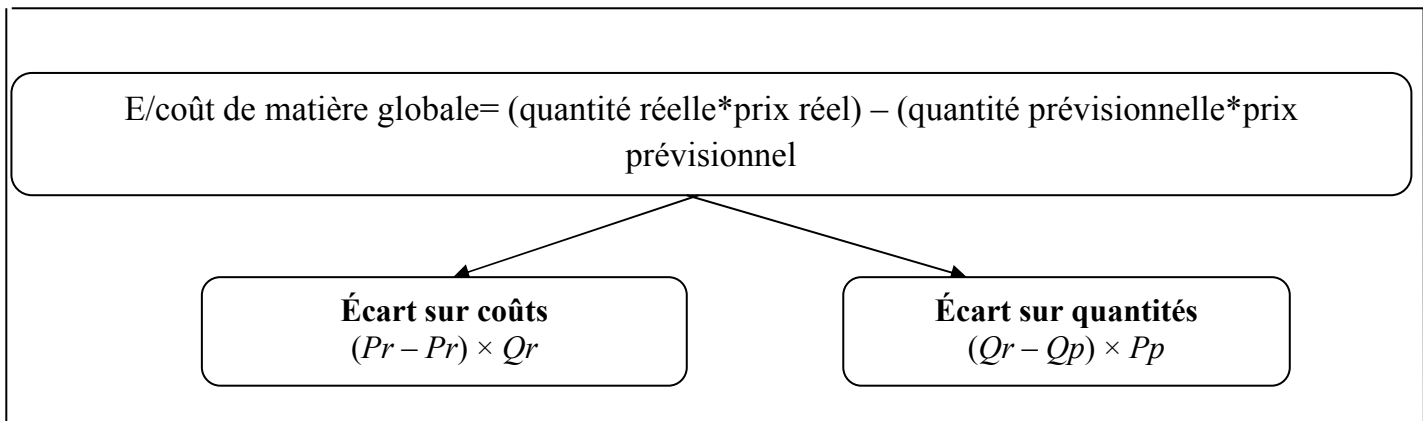 E/coût de matière globale= (quantité réelle*prix réel) – (quantité prévisionnelle*prix
prévisionnel
Écart sur coûts
(Pr – Pr) × Qr
Écart sur quantités
(Qr – Qp) × Pp